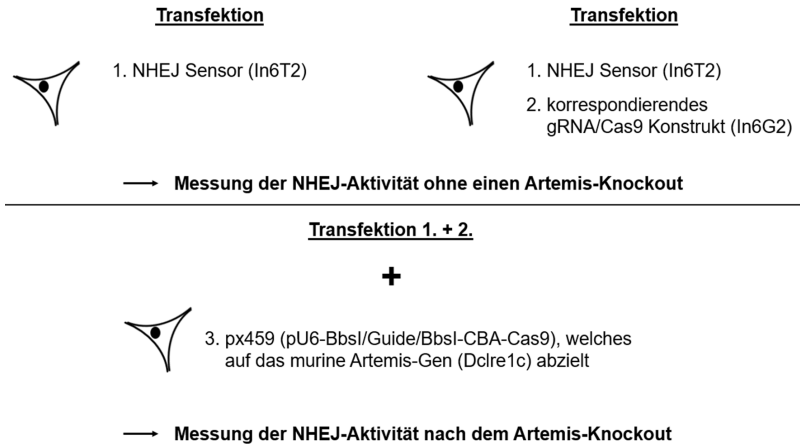 Transfektion
1. NHEJ Sensor (In6T2)
Transfektion
1. NHEJ Sensor (In6T2)
2. korrespondierendes
gRNA/Cas9 Konstrukt (In6G2)
Messung der NHEJ-Aktivität ohne einen Artemis-Knockout
Transfektion 1. + 2.
+
3. px459 (pU6-BbsI/Guide/BbsI-CBA-Cas9), welches
auf das murine Artemis-Gen (Dclre1c) abzielt
Messung der NHEJ-Aktivität nach dem Artemis-Knockout